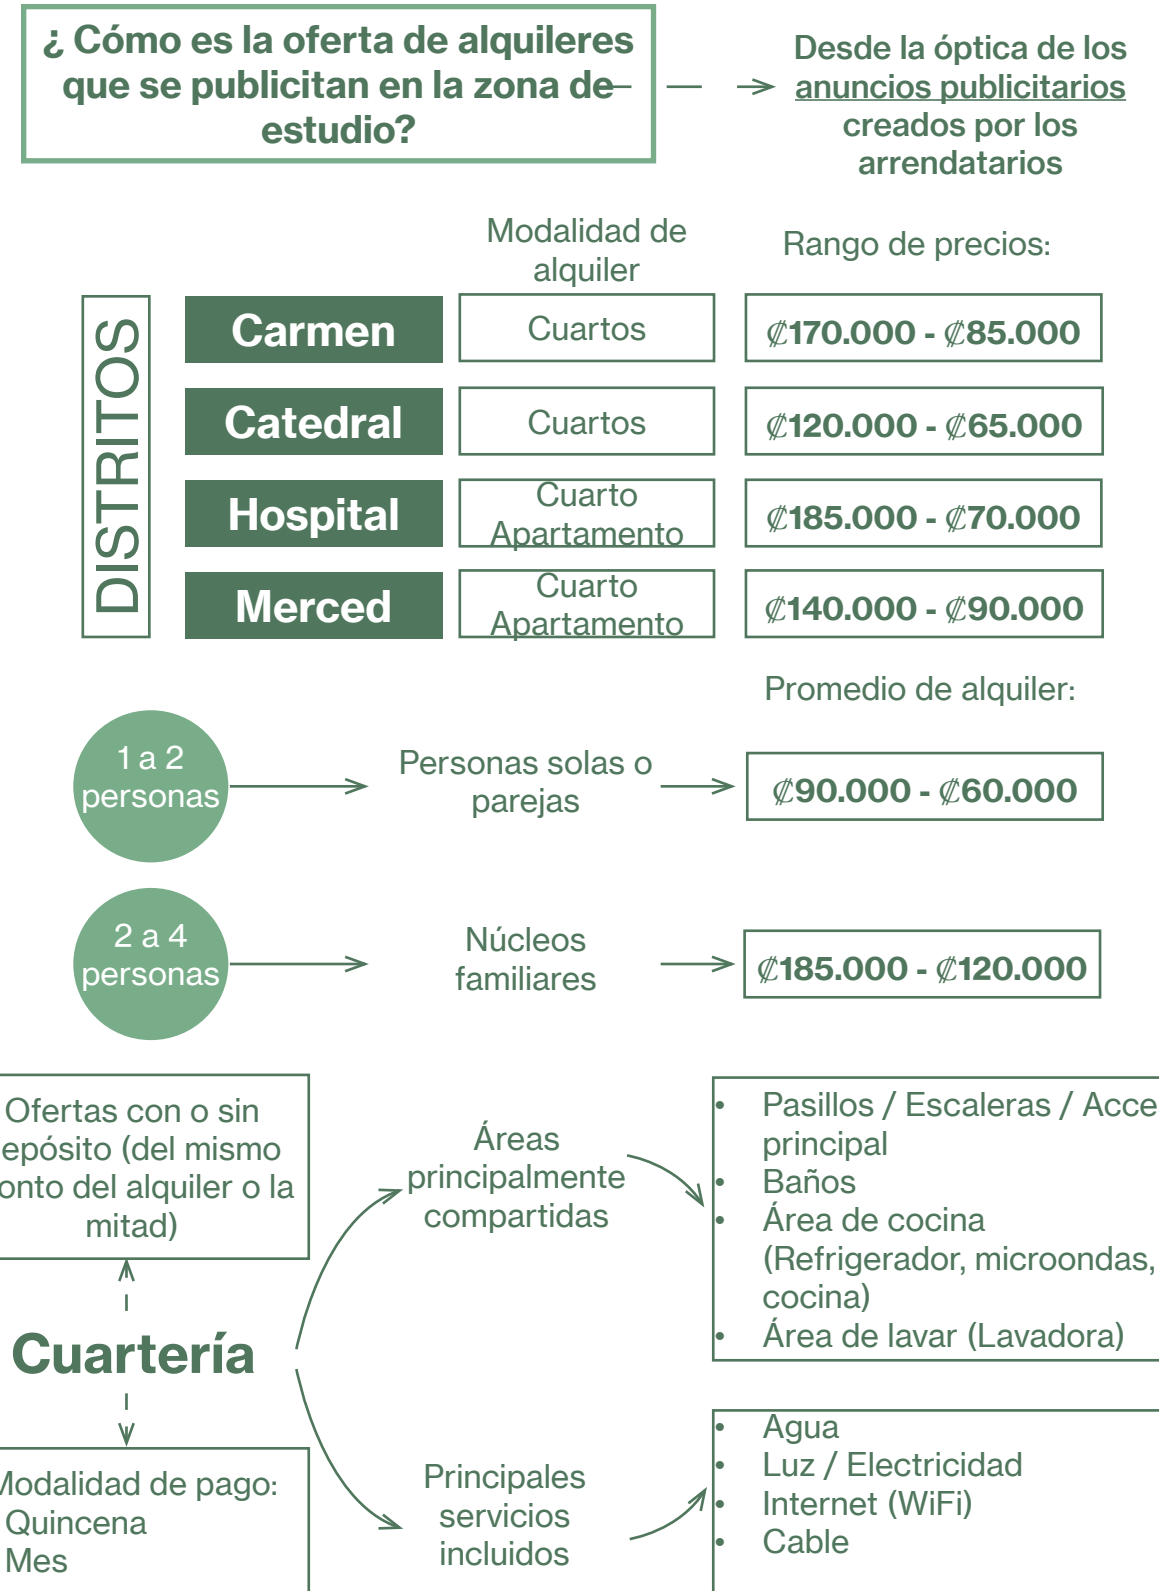 ¿ Cómo es la oferta de alquileres
que se publicitan en la zona de
estudio?
Desde la óptica de los
anuncios publicitarios
creados por los
arrendatarios
Modalidad de
alquiler
Rango de precios:
DISTRITOS
Carmen
Cuartos
₡170.000 - ₡85.000
Catedral
Cuartos
₡120.000 - ₡65.000
Hospital
Cuarto
Apartamento
₡185.000 - ₡70.000
Merced
Cuarto
Apartamento
₡140.000 - ₡90.000
Promedio de alquiler:
1 a 2
personas
Personas solas o
parejas
₡90.000 - ₡60.000
2 a 4
personas
Núcleos
familiares
₡185.000 - ₡120.000
Ofertas con o sin
epósito (del mismo
onto del alquiler o la
mitad)
Áreas
principalmente
compartidas
• Pasillos / Escaleras / Acce
principal
• Baños
• Área de cocina
(Refrigerador, microondas,
cocina)
• Área de lavar (Lavadora)
Cuartería
Modalidad de pago:
Quincena
Mes
Principales
servicios
incluidos
• Agua
• Luz / Electricidad
• Internet (WiFi)
• Cable